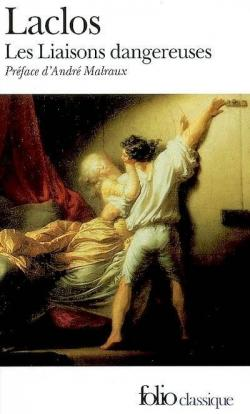 Laclos
Les Liaisons dangereuses
Préface d'André Malraux
folio classique